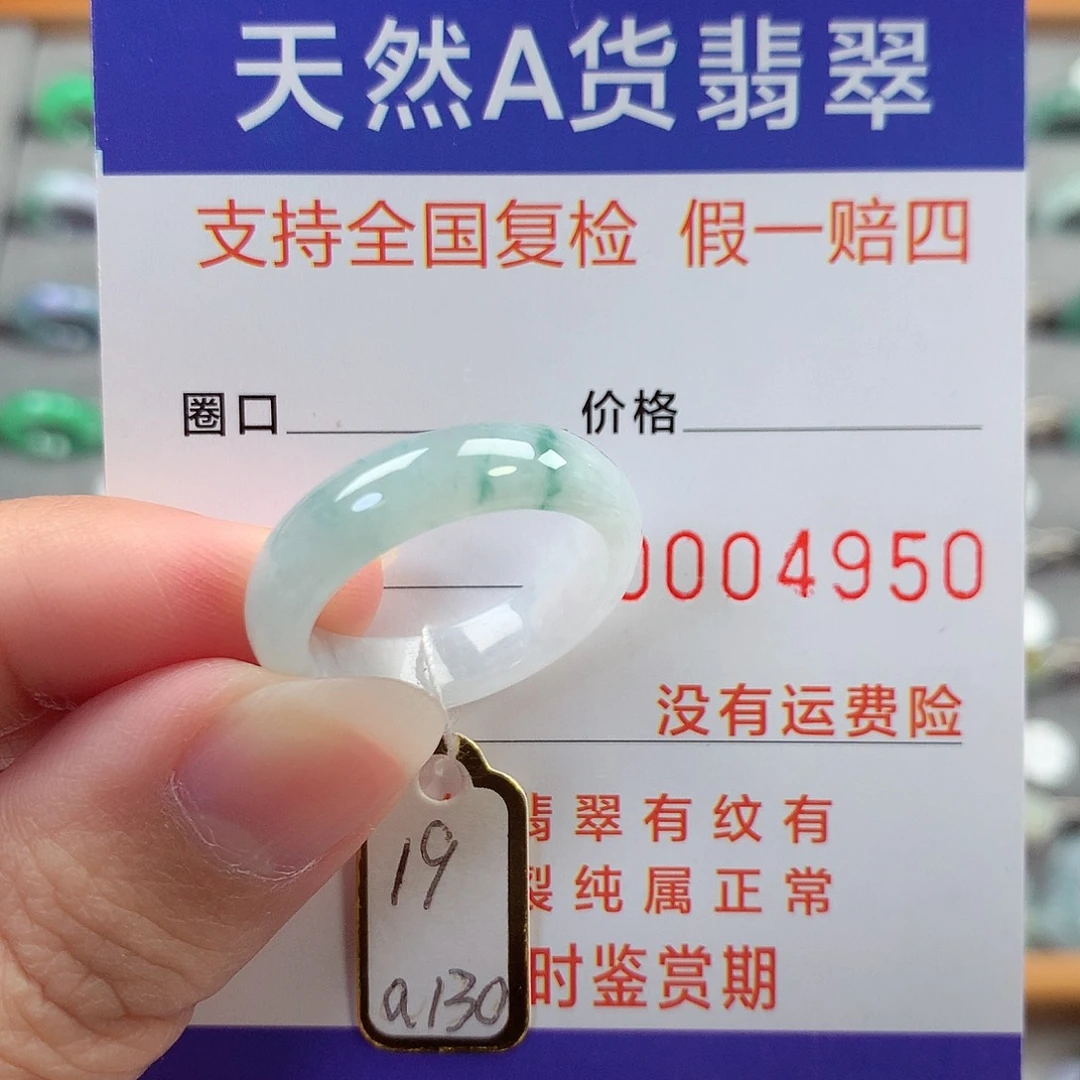 天然A货翡翠
支持全国复检 假一赔四
圈口 价格
0004950
没有运费险
翡翠有纹有
裂纯属正常
时鉴赏期
19
a130